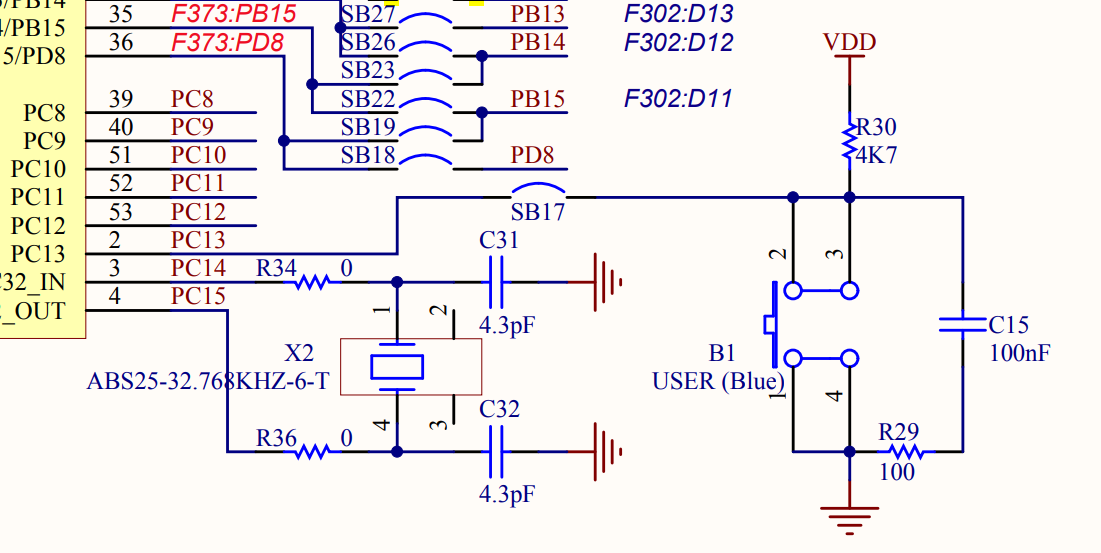 /PB14
35 F373:PB15 SB27 PB13 F302:D13
4/PB15
36 F373:PD8 SB26 PB14 F302:D12
5/PD8 VDD
SB23
39 PC8 SB22 PB15 F302:D11
PC8
40 PC9 SB19 R30
PC9
51 PC10 SB18 PD8 4K7
PC10
52 PC11
PC11 SB17
53 PC12
PC12
2 PC13 C31
PC13 2 3
3 PC14 R34 0
C32_IN
4 PC15 1 2 4.3pF
_OUT C15
X2 B1 100nF
ABS25-32.768KHZ-6-T USER (Blue)
4 3 C32 1 4
R36 0 R29
100
4.3pF